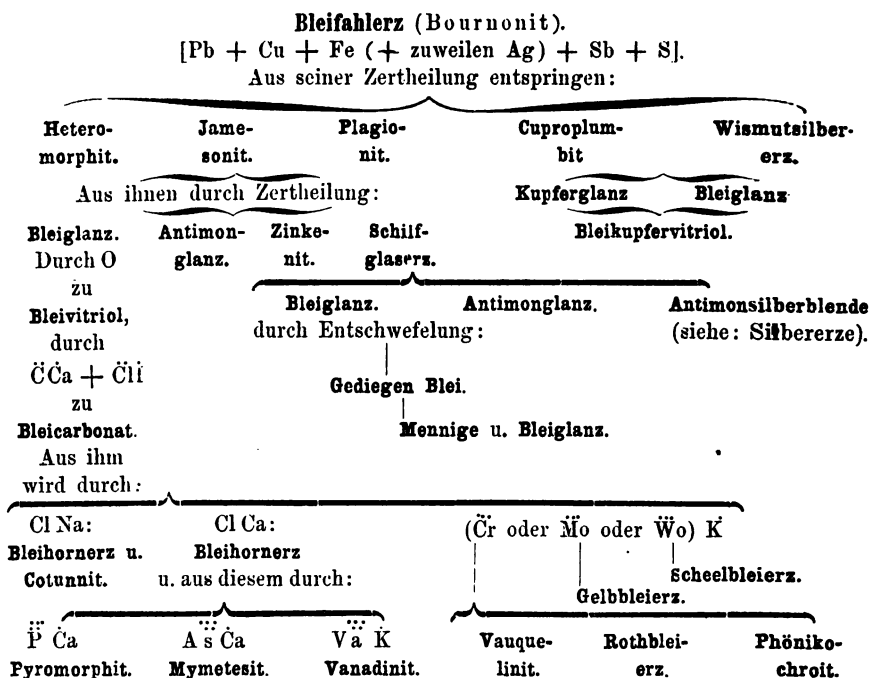 Bleifahlerz (Bournonit).
[Pb + Cu + Fe (+ zuweilen Ag) + Sb + S].
Aus seiner Zertheilung entspringen:
Hetero- Jame- Plagio- Cuproplum- Wismutsilber-
morphit. sonit. nit. bit erz.
Aus ihnen durch Zertheilung: Kupferglanz Bleiglanz
Bleiglanz. Antimon- Zinke- Schilf- Bleikupfervitriol.
Durch O glanz. nit. glaserz.
zu
Bleiglanz. Antimonglanz. Antimonsilberblende
Bleivitriol, durch Entschwefelung: (siehe: Silbererze).
durch
C̈Ċa + C̈li̇
Gediegen Blei.
zu
Bleicarbonat. Mennige u. Bleiglanz.
Aus ihm
wird durch:
Cl Na: Cl Ca: (C⃛r oder M⃛o oder W⃛o) K̇
Bleihornerz u. Bleihornerz
Cotunnit. u. aus diesem durch: Scheelbleierz.
Gelbbleierz.
P̈ Ċa As̈ Ċa Vä K̇ Vauque- Rothblei- Phöniko-
Pyromorphit. Mymetesit. Vanadinit. linit. erz. chroit.